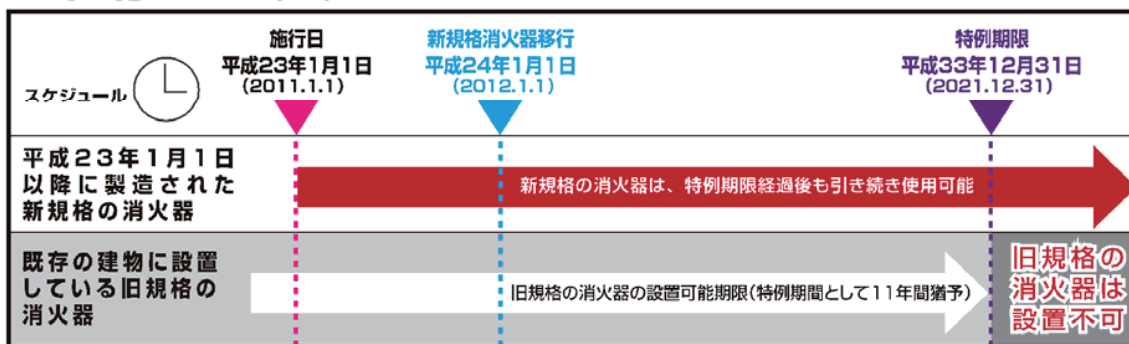 施行日
平成23年1月1日
(2011.1.1)
新規格消火器移行
平成24年1月1日
(2012.1.1)
特例期限
平成33年12月31日
(2021.12.31)
スケジュール
平成23年1月1日
以降に製造された
新規格の消火器
新規格の消火器は、特例期限経過後も引き続き使用可能
既存の建物に設置
している旧規格の
消火器
旧規格の消火器の設置可能期限(特例期間として11年間猶予)
旧規格の
消火器は
設置不可